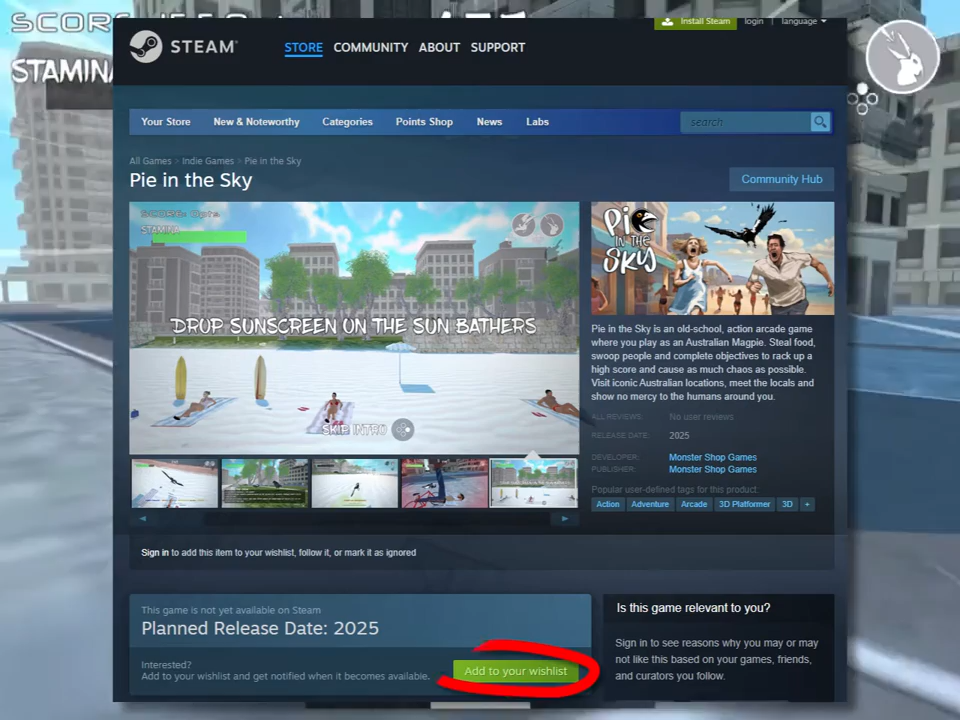 Install Steam
login
language
STEAM
STORE COMMUNITY ABOUT SUPPORT
Your Store
New & Noteworthy
Categories
Points Shop
News
Labs
search
All Games > Indie Games > Pie in the Sky
Pie in the Sky
Community Hub
STAMINA
DROP SUNSCREEN ON THE SUN BATHERS
SKIP INTRO
PiE
IN THE
SKY
Pie in the Sky is an old-school, action arcade game
where you play as an Australian Magpie. Steal food,
swoop people and complete objectives to rack up a
high score and cause as much chaos as possible.
Visit iconic Australian locations, meet the locals and
show no mercy to the humans around you.
ALL REVIEWS: No user reviews
RELEASE DATE: 2025
DEVELOPER: Monster Shop Games
PUBLISHER: Monster Shop Games
Popular user-defined tags for this product:
Action Adventure Arcade 3D Platformer 3D +
Sign in to add this item to your wishlist, follow it, or mark it as ignored
This game is not yet available on Steam
Planned Release Date: 2025
Interested?
Add to your wishlist and get notified when it becomes available.
Add to your wishlist
Is this game relevant to you?
Sign in to see reasons why you may or may
not like this based on your games, friends,
and curators you follow.